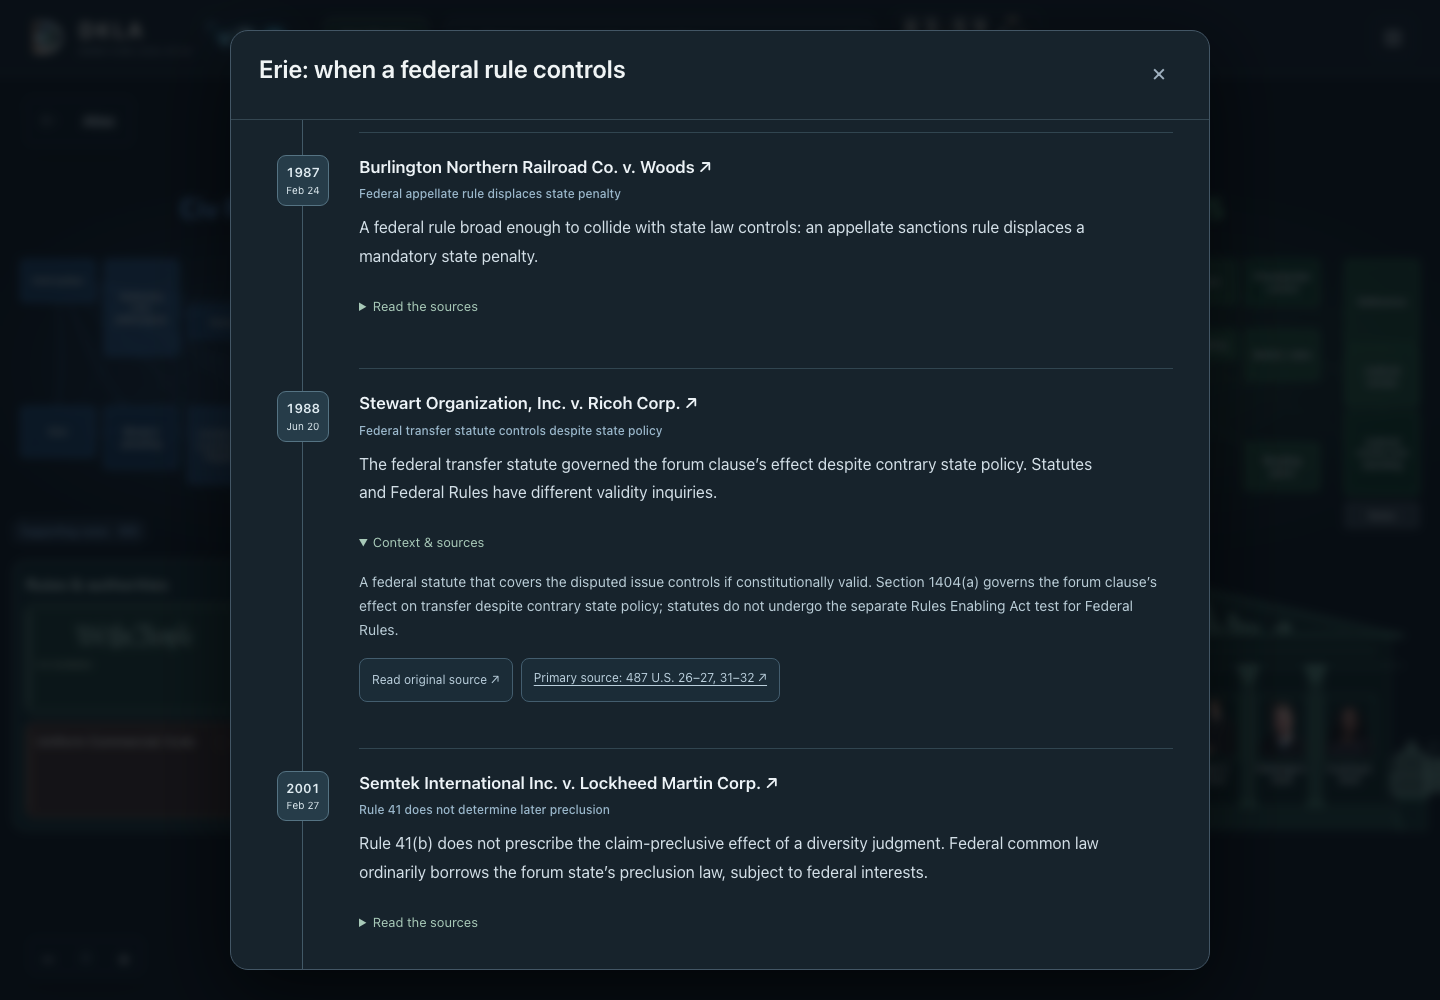 Erie: when a federal rule controls
×
1987
Feb 24
Burlington Northern Railroad Co. v. Woods ↗
Federal appellate rule displaces state penalty
A federal rule broad enough to collide with state law controls: an appellate sanctions rule displaces a
mandatory state penalty.
▶ Read the sources
1988
Jun 20
Stewart Organization, Inc. v. Ricoh Corp. ↗
Federal transfer statute controls despite state policy
The federal transfer statute governed the forum clause’s effect despite contrary state policy. Statutes
and Federal Rules have different validity inquiries.
▼ Context & sources
A federal statute that covers the disputed issue controls if constitutionally valid. Section 1404(a) governs the forum clause’s
effect on transfer despite contrary state policy; statutes do not undergo the separate Rules Enabling Act test for Federal
Rules.
Read original source ↗
Primary source: 487 U.S. 26–27, 31–32 ↗
2001
Feb 27
Semtek International Inc. v. Lockheed Martin Corp. ↗
Rule 41 does not determine later preclusion
Rule 41(b) does not prescribe the claim-preclusive effect of a diversity judgment. Federal common law
ordinarily borrows the forum state’s preclusion law, subject to federal interests.
▶ Read the sources